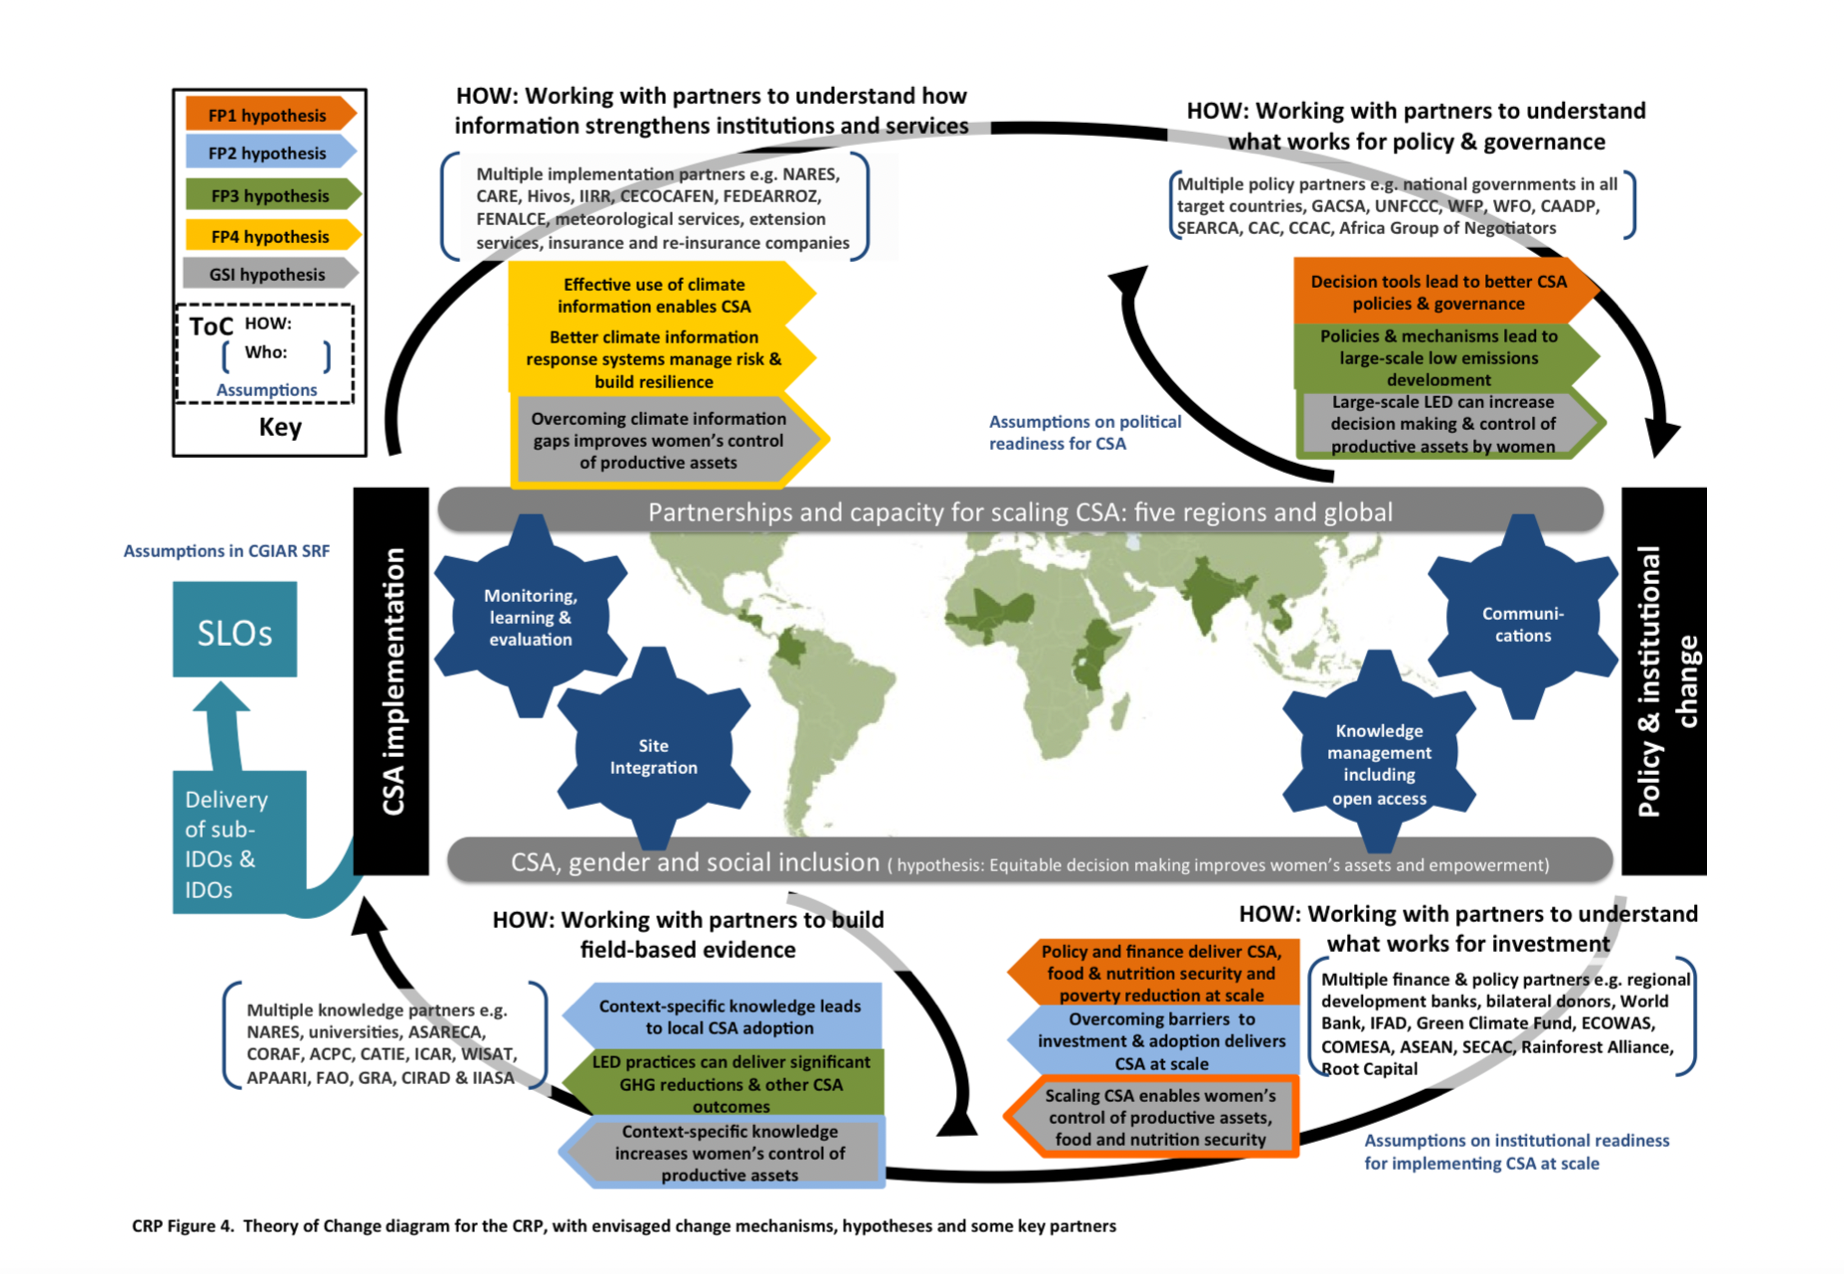 FP1 hypothesis
FP2 hypothesis
FP3 hypothesis
FP4 hypothesis
GSI hypothesis
ToC HOW:
Who:
Assumptions
Key
HOW: Working with partners to understand how
information strengthens institutions and services
Multiple implementation partners e.g. NARES,
CARE, Hivos, IIRR, CECOCAFEN, FEDEARROZ,
FENALCE, meteorological services, extension
services, insurance and re-insurance companies
Effective use of climate
information enables CSA
Better climate information
response systems manage risk &
build resilience
Overcoming climate information
gaps improves women's control
of productive assets
HOW: Working with partners to understand
what works for policy & governance
Multiple policy partners e.g. national governments in all
target countries, GACSA, UNFCCC, WFP, WFO, CAADP,
SEARCA, CAC, CCAC, Africa Group of Negotiators
Decision tools lead to better CSA
policies & governance
Policies & mechanisms lead to
large-scale low emissions
development
Large-scale LED can increase
decision making & control of
productive assets by women
Assumptions on political
readiness for CSA
Partnerships and capacity for scaling CSA: five regions and global
Assumptions in CGIAR SRF
SLOs
Delivery
of sub-
IDOs &
IDOs
CSA implementation
Monitoring,
learning &
evaluation
Site
Integration
Communi-
cations
Knowledge
management
including
open access
Policy & institutional
change
CSA, gender and social inclusion ( hypothesis: Equitable decision making improves women's assets and empowerment)
HOW: Working with partners to build
field-based evidence
Multiple knowledge partners e.g.
NARES, universities, ASARECA,
CORAF, ACPC, CATIE, ICAR, WISAT,
APAARI, FAO, GRA, CIRAD & IIASA
Context-specific knowledge leads
to local CSA adoption
LED practices can deliver significant
GHG reductions & other CSA
outcomes
Context-specific knowledge
increases women's control of
productive assets
HOW: Working with partners to understand
what works for investment
Policy and finance deliver CSA,
food & nutrition security and
poverty reduction at scale
Overcoming barriers to
investment & adoption delivers
CSA at scale
Scaling CSA enables women's
control of productive assets,
food and nutrition security
Multiple finance & policy partners e.g. regional
development banks, bilateral donors, World
Bank, IFAD, Green Climate Fund, ECOWAS,
COMESA, ASEAN, SECAC, Rainforest Alliance,
Root Capital
Assumptions on institutional readiness
for implementing CSA at scale
CRP Figure 4. Theory of Change diagram for the CRP, with envisaged change mechanisms, hypotheses and some key partners